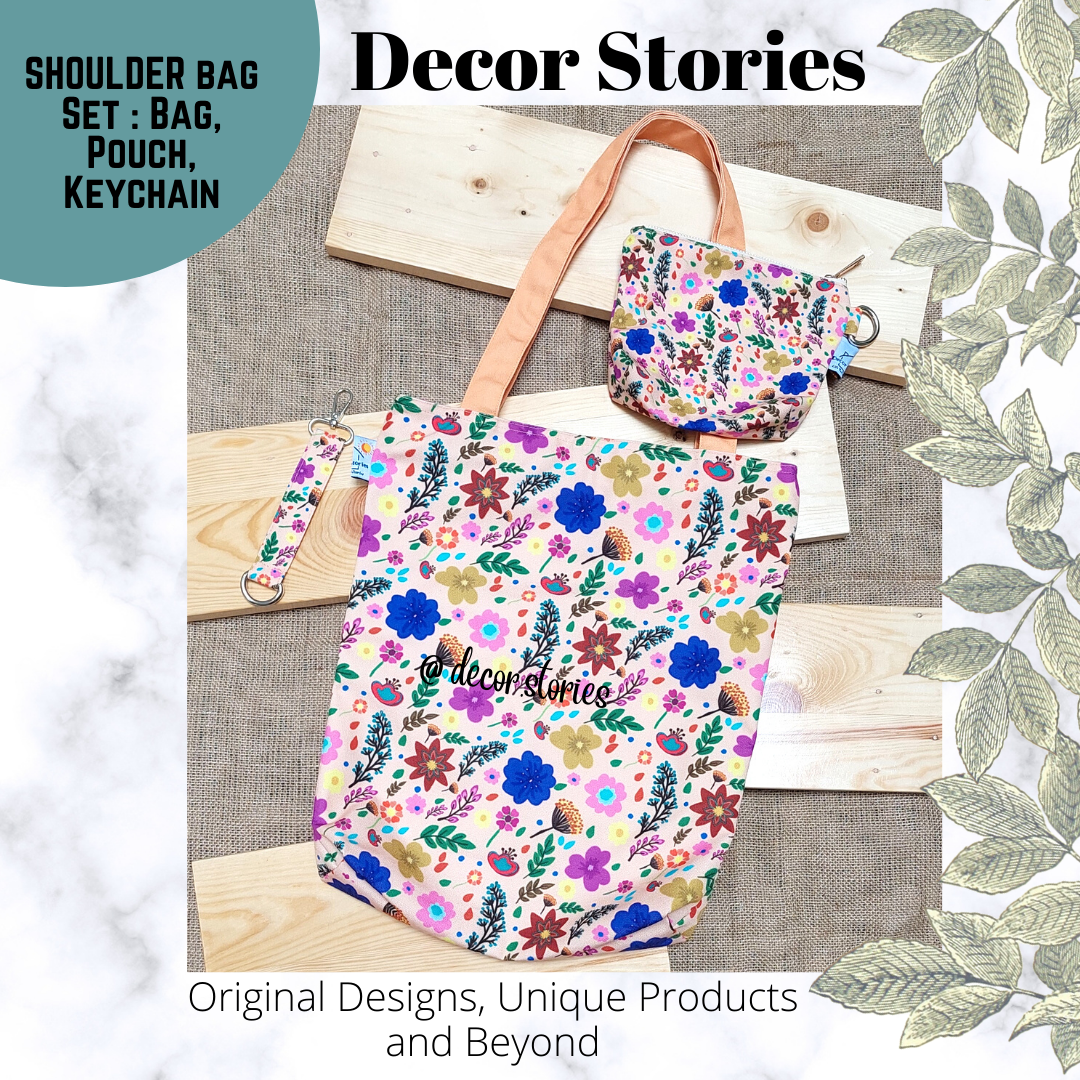 SHOULDER BAG
SET : BAG,
POUCH,
KEYCHAIN
Decor Stories
@decor.stories
Original Designs, Unique Products
and Beyond